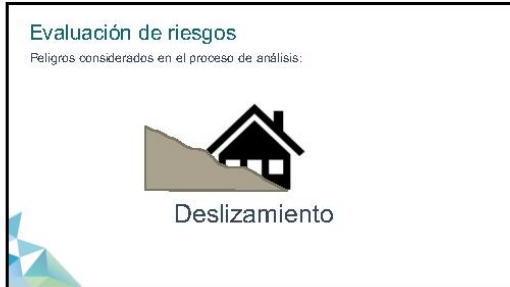 Evaluación de riesgos
Peligros considerados en el proceso de análisis:
Deslizamiento